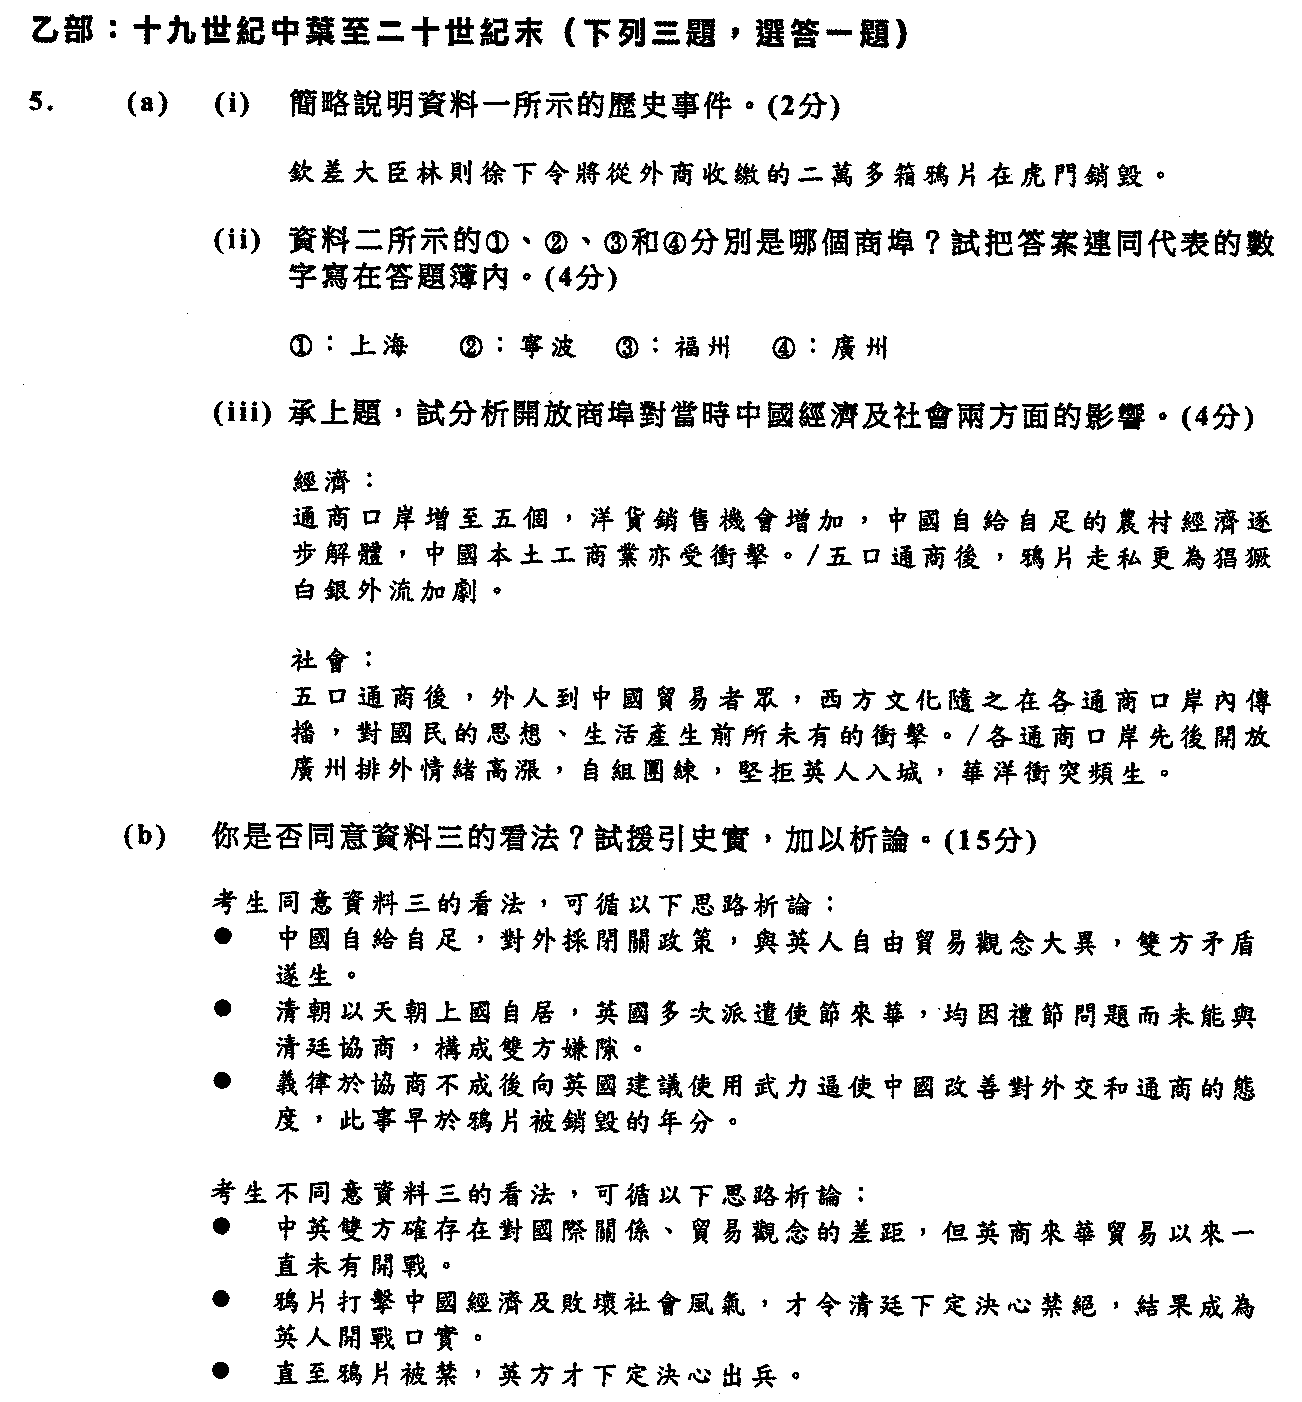 乙部：十九世紀中葉至二十世紀末（下列三題，選答一題）
5. (a) (i) 簡略說明資料一所示的歷史事件。(2分)
欽差大臣林則徐下令將從外商收繳的二萬多箱鴉片在虎門銷毀。
(ii) 資料二所示的①、②、③和④分別是哪個商埠？試把答案連同代表的數
字寫在答題簿內。(4分)
①：上海 ②：寧波 ③：福州 ④：廣州
(iii) 承上題，試分析開放商埠對當時中國經濟及社會兩方面的影響。(4分)
經濟：
通商口岸增至五個，洋貨銷售機會增加，中國自給自足的農村經濟逐
步解體，中國本土工商業亦受衝擊。/五口通商後，鴉片走私更為猖獗
白銀外流加劇。
社會：
五口通商後，外人到中國貿易者眾，西方文化隨之在各通商口岸內傳
播，對國民的思想、生活產生前所未有的衝擊。/各通商口岸先後開放
廣州排外情緒高漲，自組團練，堅拒英人入城，華洋衝突頻生。
(b) 你是否同意資料三的看法？試援引史實，加以析論。(15分)
考生同意資料三的看法，可循以下思路析論：
● 中國自給自足，對外採閉關政策，與英人自由貿易觀念大異，雙方矛盾
遂生。
● 清朝以天朝上國自居，英國多次派遣使節來華，均因禮節問題而未能與
清廷協商，構成雙方嫌隙。
● 義律於協商不成後向英國建議使用武力逼使中國改善對外交和通商的態
度，此事早於鴉片被銷毀的年分。
考生不同意資料三的看法，可循以下思路析論：
● 中英雙方確存在對國際關係、貿易觀念的差距，但英商來華貿易以來一
直未有開戰。
● 鴉片打擊中國經濟及敗壞社會風氣，才令清廷下定決心禁絕，結果成為
英人開戰口實。
● 直至鴉片被禁，英方才下定決心出兵。